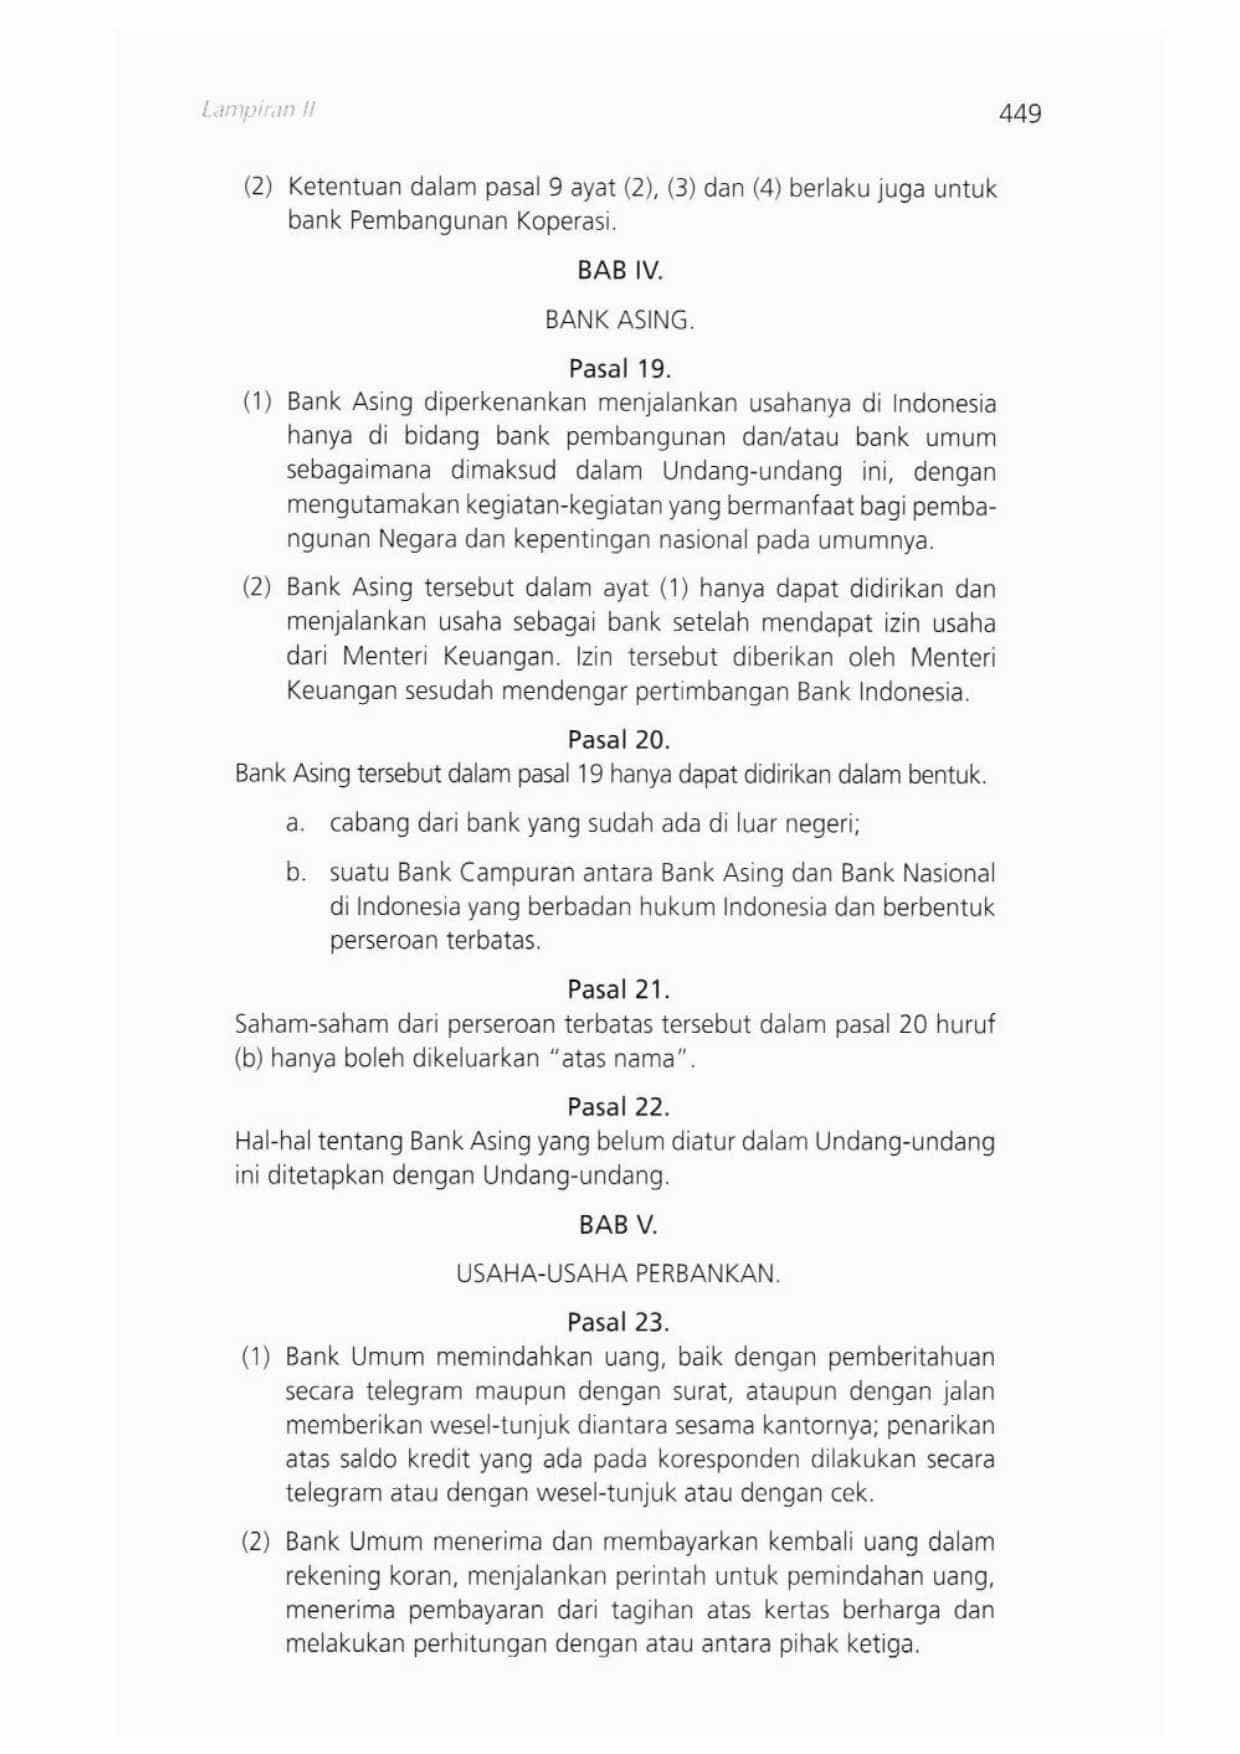 Lampiran II
449
(2) Ketentuan dalam pasal 9 ayat (2), (3) dan (4) berlaku juga untuk
bank Pembangunan Koperasi.
BAB IV.
BANK ASING.
Pasal 19.
(1) Bank Asing diperkenankan menjalankan usahanya di Indonesia
hanya di bidang bank pembangunan dan/atau bank umum
sebagaimana dimaksud dalam Undang-undang ini, dengan
mengutamakan kegiatan-kegiatan yang bermanfaat bagi pemba-
ngunan Negara dan kepentingan nasional pada umumnya.
(2) Bank Asing tersebut dalam ayat (1) hanya dapat didirikan dan
menjalankan usaha sebagai bank setelah mendapat izin usaha
dari Menteri Keuangan. Izin tersebut diberikan oleh Menteri
Keuangan sesudah mendengar pertimbangan Bank Indonesia.
Pasal 20.
Bank Asing tersebut dalam pasal 19 hanya dapat didirikan dalam bentuk.
a. cabang dari bank yang sudah ada di luar negeri;
b. suatu Bank Campuran antara Bank Asing dan Bank Nasional
di Indonesia yang berbadan hukum Indonesia dan berbentuk
perseroan terbatas.
Pasal 21.
Saham-saham dari perseroan terbatas tersebut dalam pasal 20 huruf
(b) hanya boleh dikeluarkan “atas nama”.
Pasal 22.
Hal-hal tentang Bank Asing yang belum diatur dalam Undang-undang
ini ditetapkan dengan Undang-undang.
BAB V.
USAHA-USAHA PERBANKAN.
Pasal 23.
(1) Bank Umum memindahkan uang, baik dengan pemberitahuan
secara telegram maupun dengan surat, ataupun dengan jalan
memberikan wesel-tunjuk diantara sesama kantornya; penarikan
atas saldo kredit yang ada pada koresponden dilakukan secara
telegram atau dengan wesel-tunjuk atau dengan cek.
(2) Bank Umum menerima dan membayarkan kembali uang dalam
rekening koran, menjalankan perintah untuk pemindahan uang,
menerima pembayaran dari tagihan atas kertas berharga dan
melakukan perhitungan dengan atau antara pihak ketiga.